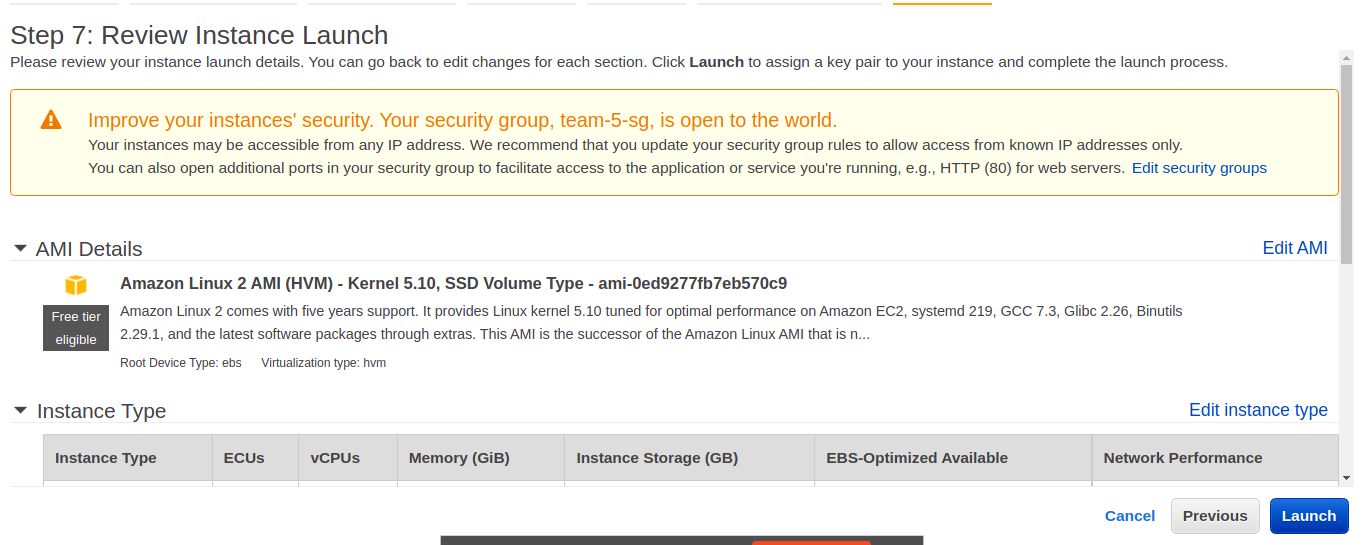 Step 7: Review Instance Launch
Please review your instance launch details. You can go back to edit changes for each section. Click Launch to assign a key pair to your instance and complete the launch process.
Improve your instances' security. Your security group, team-5-sg, is open to the world.
Your instances may be accessible from any IP address. We recommend that you update your security group rules to allow access from known IP addresses only.
You can also open additional ports in your security group to facilitate access to the application or service you're running, e.g., HTTP (80) for web servers. Edit security groups
AMI Details Edit AMI
Amazon Linux 2 AMI (HVM) - Kernel 5.10, SSD Volume Type - ami-0ed9277fb7eb570c9
Free tier
eligible
Amazon Linux 2 comes with five years support. It provides Linux kernel 5.10 tuned for optimal performance on Amazon EC2, systemd 219, GCC 7.3, Glibc 2.26, Binutils
2.29.1, and the latest software packages through extras. This AMI is the successor of the Amazon Linux AMI that is n...
Root Device Type: ebs Virtualization type: hvm
Instance Type Edit instance type
Instance Type ECUs vCPUs Memory (GiB) Instance Storage (GB) EBS-Optimized Available Network Performance
Cancel Previous Launch